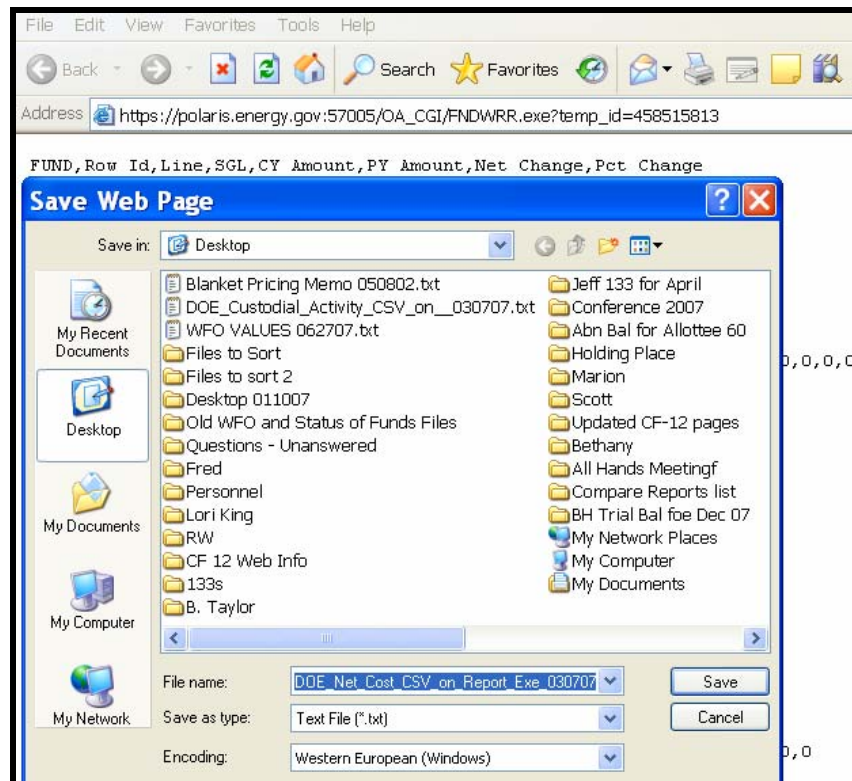 File Edit View Favorites Tools Help
Back Search Favorites
Address https://polaris.energy.gov:57005/OA_CGI/FNDWRR.exe?temp_id=458515813
FUND,Row Id,Line,SGL,CY Amount,PY Amount,Net Change,Pct Change
Save Web Page
Save in: Desktop
My Recent Documents
Desktop
My Documents
My Computer
My Network
Blanket Pricing Memo 050802.txt
DOE_Custodial_Activity_CSV_on__030707.txt
WFO VALUES 062707.txt
Files to Sort
Files to sort 2
Desktop 011007
Old WFO and Status of Funds Files
Questions - Unanswered
Fred
Personnel
Lori King
RW
CF 12 Web Info
133s
B. Taylor
Jeff 133 for April
Conference 2007
Abn Bal for Allottee 60
Holding Place
Marion
Scott
Updated CF-12 pages
Bethany
All Hands Meetingf
Compare Reports list
BH Trial Bal foe Dec 07
My Network Places
My Computer
My Documents
File name: DOE_Net_Cost_CSV_on_Report_Exe_030707
Save
Save as type: Text File (*.txt)
Cancel
Encoding: Western European (Windows)
,0,0,0
,0